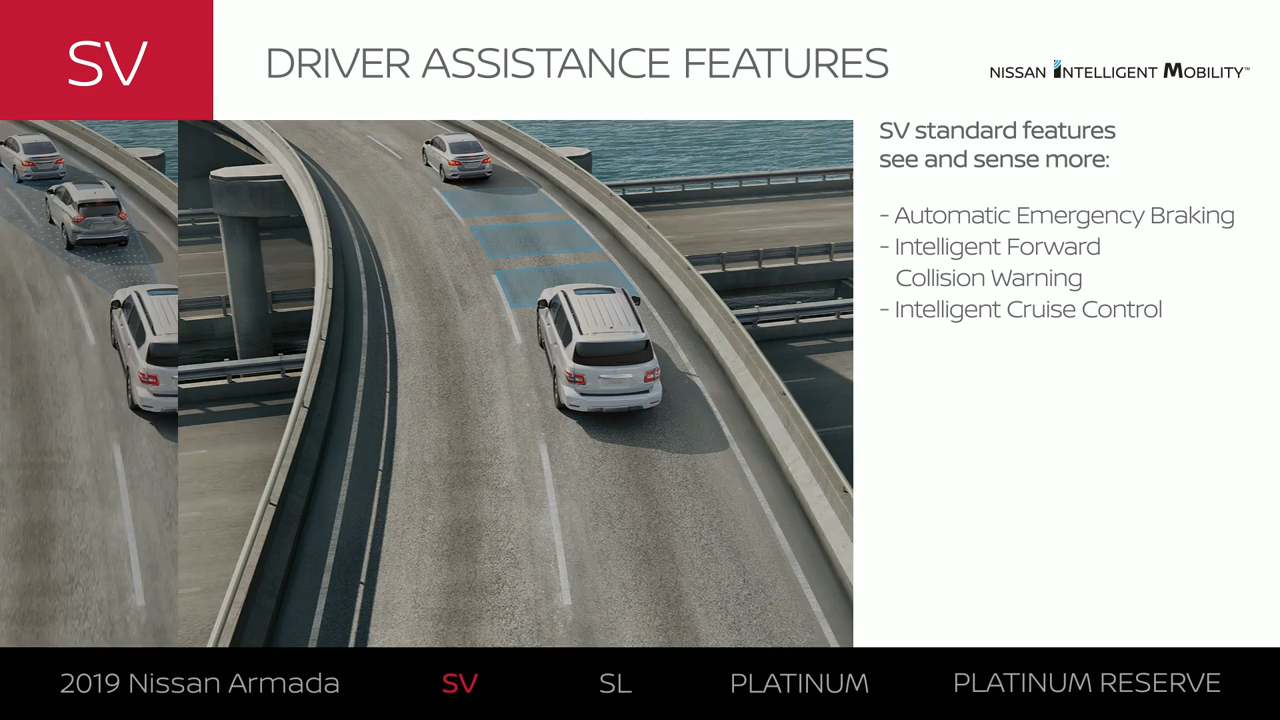 SV
DRIVER ASSISTANCE FEATURES
NISSAN INTELLIGENT MOBILITY™
SV standard features
see and sense more:
- Automatic Emergency Braking
- Intelligent Forward
Collision Warning
- Intelligent Cruise Control
2019 Nissan Armada
SV
SL
PLATINUM
PLATINUM RESERVE